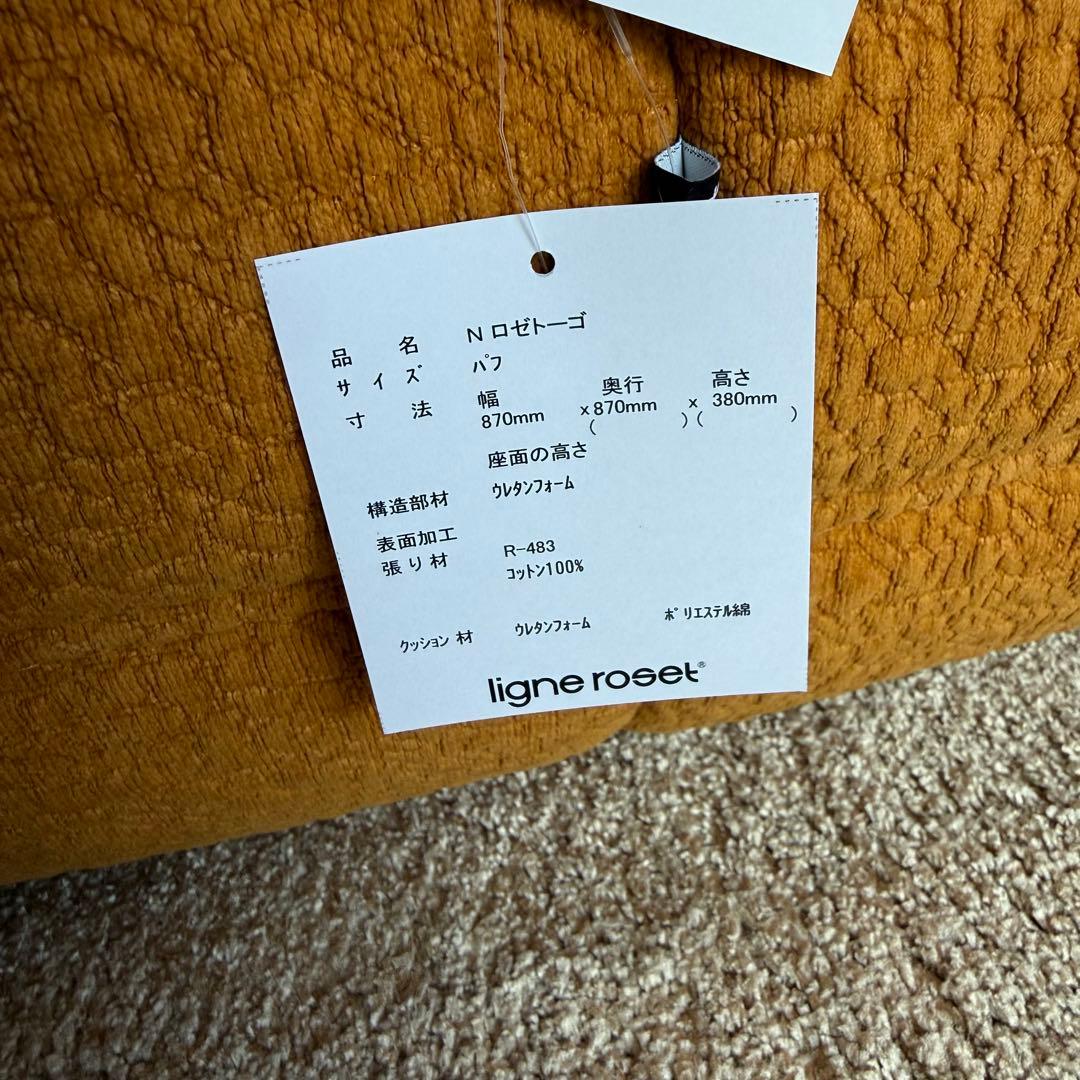 品名 N ロゼトーゴ
サイズ パフ
寸法 幅 奥行 高さ
870mm x 870mm x 380mm
( ) ( )
座面の高さ
構造部材 ウレタンフォーム
表面加工
張り材 R-483
コットン100%
クッション材 ウレタンフォーム ポリエステル綿
ligne roset®